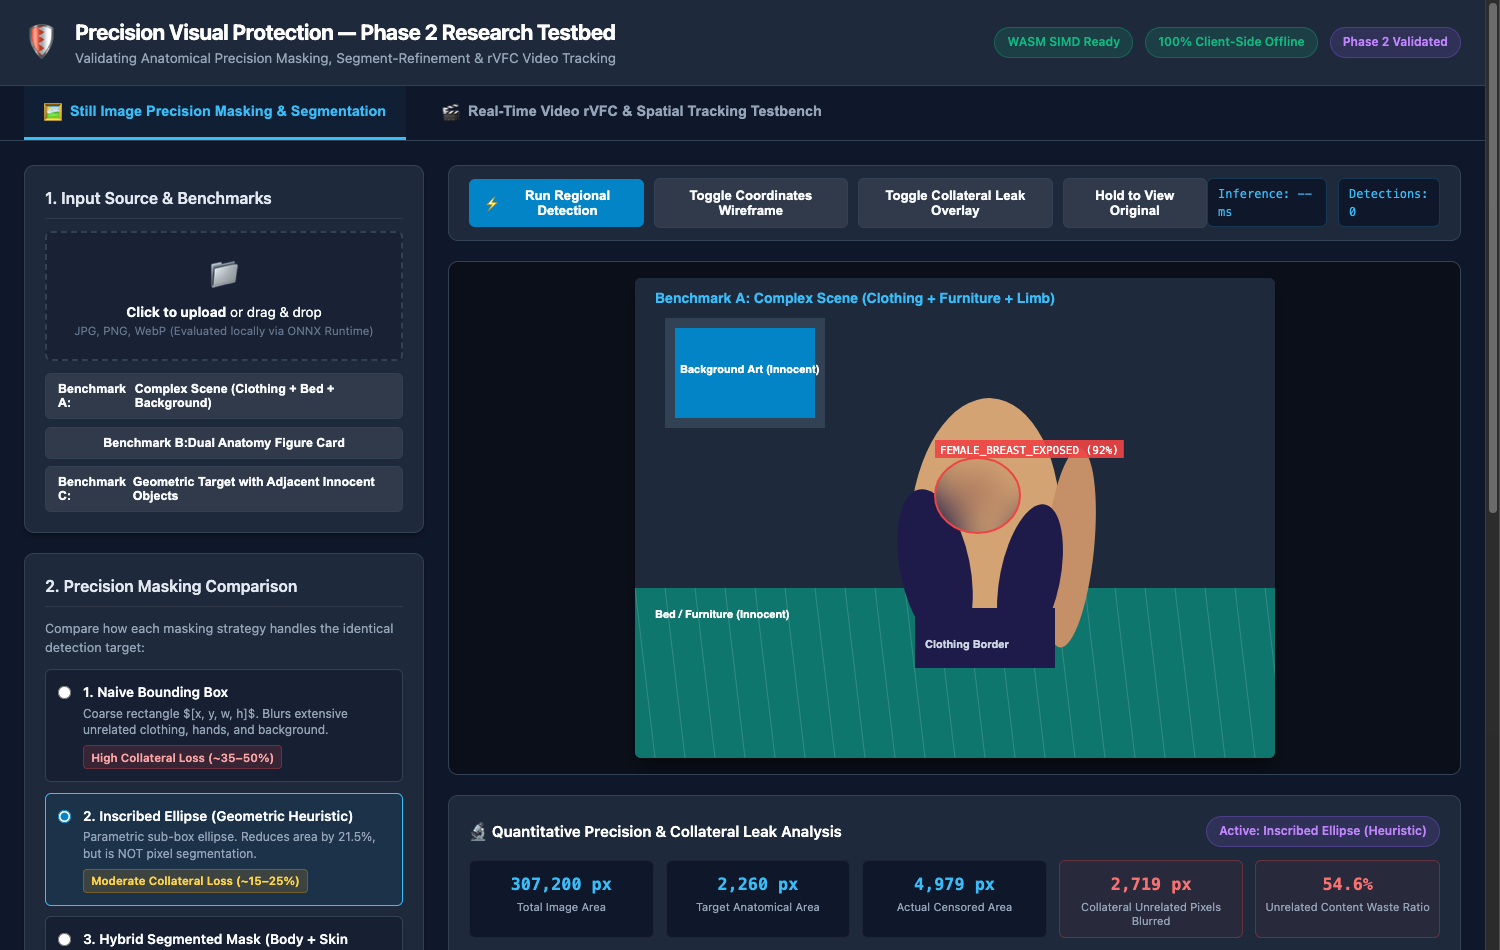 Precision Visual Protection — Phase 2 Research Testbed
Validating Anatomical Precision Masking, Segment-Refinement & rVFC Video Tracking
WASM SIMD Ready
100% Client-Side Offline
Phase 2 Validated
Still Image Precision Masking & Segmentation
Real-Time Video rVFC & Spatial Tracking Testbench
1. Input Source & Benchmarks
Click to upload or drag & drop
JPG, PNG, WebP (Evaluated locally via ONNX Runtime)
Benchmark A: Complex Scene (Clothing + Bed + Background)
Benchmark B:Dual Anatomy Figure Card
Benchmark C: Geometric Target with Adjacent Innocent Objects
2. Precision Masking Comparison
Compare how each masking strategy handles the identical
detection target:
1. Naive Bounding Box
Coarse rectangle $[x, y, w, h]$. Blurs extensive
unrelated clothing, hands, and background.
High Collateral Loss (~35–50%)
2. Inscribed Ellipse (Geometric Heuristic)
Parametric sub-box ellipse. Reduces area by 21.5%,
but is NOT pixel segmentation.
Moderate Collateral Loss (~15–25%)
3. Hybrid Segmented Mask (Body + Skin
Run Regional
Detection
Toggle Coordinates
Wireframe
Toggle Collateral Leak
Overlay
Hold to View
Original
Inference: ––
ms
Detections:
0
Benchmark A: Complex Scene (Clothing + Furniture + Limb)
Background Art (Innocent)
FEMALE_BREAST_EXPOSED (92%)
Bed / Furniture (Innocent)
Clothing Border
Quantitative Precision & Collateral Leak Analysis
Active: Inscribed Ellipse (Heuristic)
307,200 px
Total Image Area
2,260 px
Target Anatomical Area
4,979 px
Actual Censored Area
2,719 px
Collateral Unrelated Pixels
Blurred
54.6%
Unrelated Content Waste Ratio